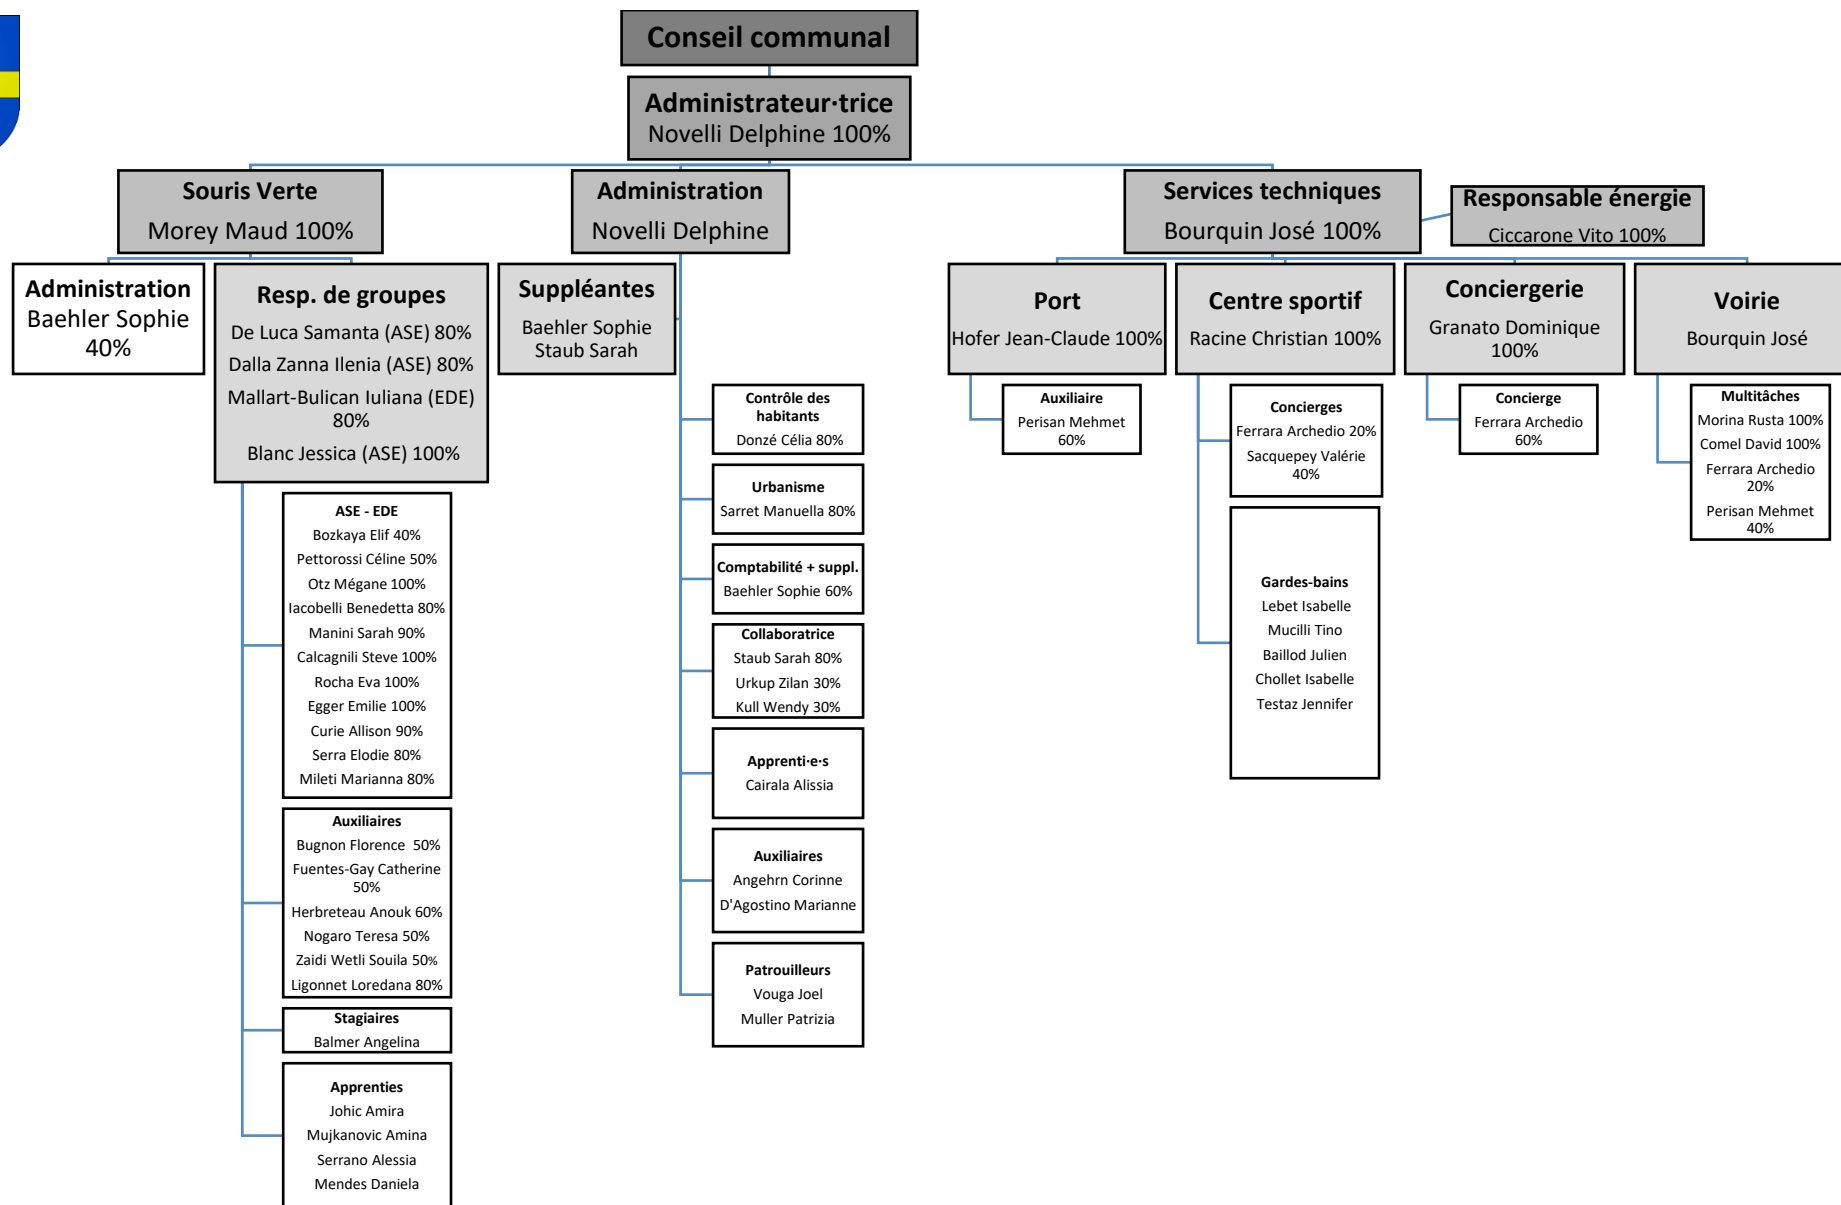 Conseil communal
Administrateur·trice
Novelli Delphine 100%
Souris Verte
Morey Maud 100%
Administration
Novelli Delphine
Services techniques
Bourquin José 100%
Responsable énergie
Ciccarone Vito 100%
Administration
Baehler Sophie
40%
Resp. de groupes
De Luca Samanta (ASE) 80%
Dalla Zanna Ilenia (ASE) 80%
Mallart-Bulican Iuliana (EDE)
80%
Blanc Jessica (ASE) 100%
Suppléantes
Baehler Sophie
Staub Sarah
Port
Hofer Jean-Claude 100%
Centre sportif
Racine Christian 100%
Conciergerie
Granato Dominique
100%
Voirie
Bourquin José
ASE - EDE
Bozkaya Elif 40%
Pettorossi Céline 50%
Otz Mégane 100%
Iacobelli Benedetta 80%
Manini Sarah 90%
Calcagnili Steve 100%
Rocha Eva 100%
Egger Emilie 100%
Curie Allison 90%
Serra Elodie 80%
Mileti Marianna 80%
Auxiliaires
Bugnon Florence 50%
Fuentes-Gay Catherine
50%
Herbreteau Anouk 60%
Nogaro Teresa 50%
Zaidi Wetli Souila 50%
Ligonnet Loredana 80%
Stagiaires
Balmer Angelina
Apprenties
Johic Amira
Mujkanovic Amina
Serrano Alessia
Mendes Daniela
Contrôle des
habitants
Donzé Célia 80%
Urbanisme
Sarret Manuella 80%
Comptabilité + suppl.
Baehler Sophie 60%
Collaboratrice
Staub Sarah 80%
Urkup Zilan 30%
Kull Wendy 30%
Apprenti·e·s
Cairala Alissia
Auxiliaires
Angehrn Corinne
D'Agostino Marianne
Patrouilleurs
Vouga Joel
Muller Patrizia
Auxiliaire
Perisan Mehmet
60%
Concierges
Ferrara Archedio 20%
Sacquepey Valérie
40%
Gardes-bains
Lebet Isabelle
Mucilli Tino
Baillod Julien
Chollet Isabelle
Testaz Jennifer
Concierge
Ferrara Archedio
60%
Multitâches
Morina Rusta 100%
Comel David 100%
Ferrara Archedio
20%
Perisan Mehmet
40%